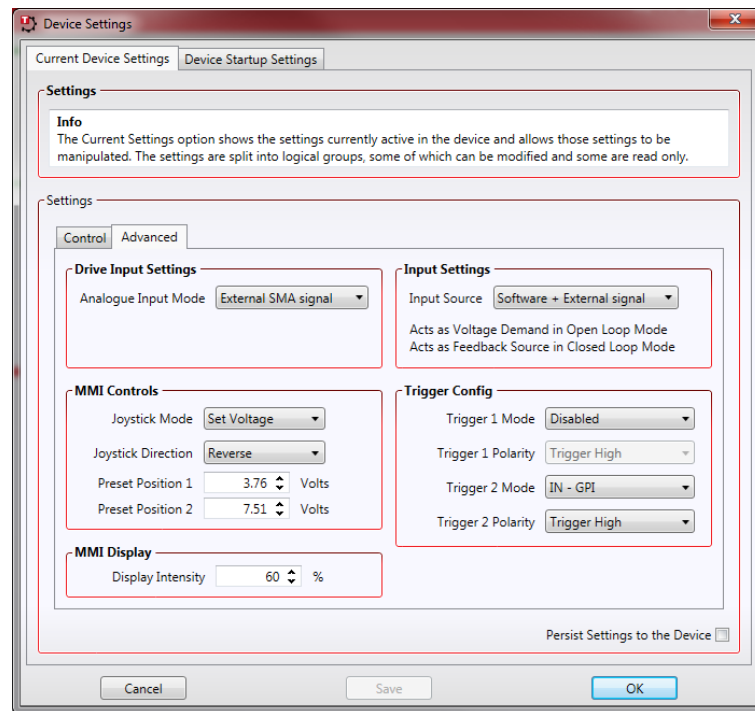 Device Settings
Current Device Settings Device Startup Settings
Settings
Info
The Current Settings option shows the settings currently active in the device and allows those settings to be
manipulated. The settings are split into logical groups, some of which can be modified and some are read only.
Settings
Control Advanced
Drive Input Settings
Analogue Input Mode External SMA signal
Input Settings
Input Source Software + External signal
Acts as Voltage Demand in Open Loop Mode
Acts as Feedback Source in Closed Loop Mode
MMI Controls
Joystick Mode Set Voltage
Joystick Direction Reverse
Preset Position 1 3.76 Volts
Preset Position 2 7.51 Volts
Trigger Config
Trigger 1 Mode Disabled
Trigger 1 Polarity Trigger High
Trigger 2 Mode IN - GPI
Trigger 2 Polarity Trigger High
MMI Display
Display Intensity 60 %
Persist Settings to the Device
Cancel Save OK